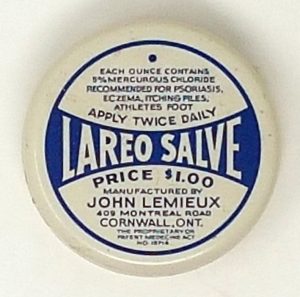 EACH OUNCE CONTAINS
5% MERCUROUS CHLORIDE
RECOMMENDED FOR PSORIASIS,
ECZEMA, ITCHING PILES,
ATHLETES FOOT
APPLY TWICE DAILY
LAREO SALVE
PRICE $1.00
MANUFACTURED BY
JOHN LEMIEUX
409 MONTREAL ROAD
CORNWALL, ONT.
THE PROPRIETARY OR
PATENT MEDICINE ACT
NO.